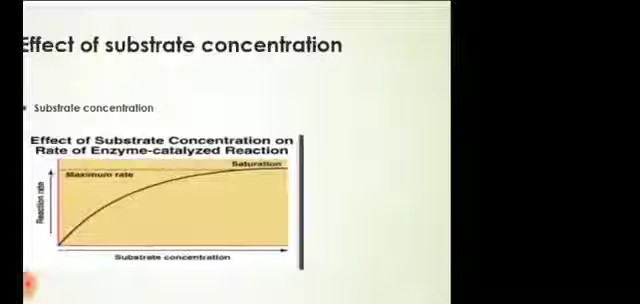 Effect of substrate concentration
Substrate concentration
Effect of Substrate Concentration on
Rate of Enzyme-catalyzed Reaction
Saturation
Maximum rate
Reaction rate
Substrate concentration